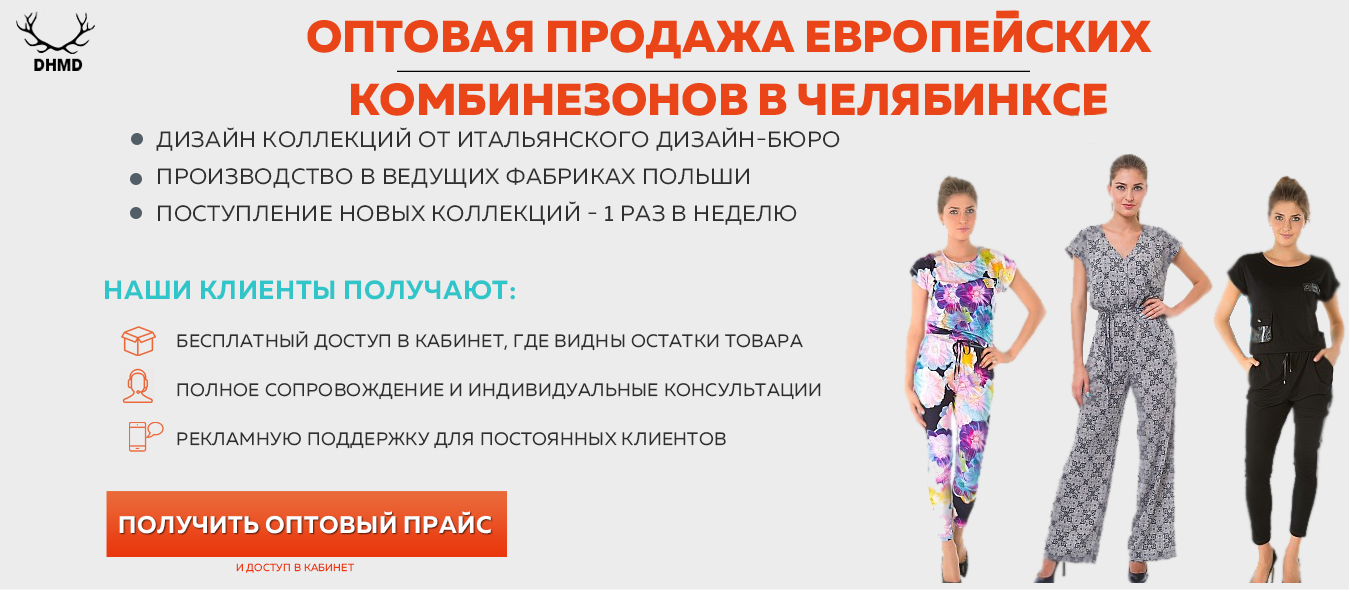 DHMD
ОПТОВАЯ ПРОДАЖА ЕВРОПЕЙСКИХ
КОМБИНЕЗОНОВ В ЧЕЛЯБИНКСЕ
ДИЗАЙН КОЛЛЕКЦИЙ ОТ ИТАЛЬЯНСКОГО ДИЗАЙН-БЮРО
ПРОИЗВОДСТВО В ВЕДУЩИХ ФАБРИКАХ ПОЛЬШИ
ПОСТУПЛЕНИЕ НОВЫХ КОЛЛЕКЦИЙ - 1 РАЗ В НЕДЕЛЮ
НАШИ КЛИЕНТЫ ПОЛУЧАЮТ:
БЕСПЛАТНЫЙ ДОСТУП В КАБИНЕТ, ГДЕ ВИДНЫ ОСТАТКИ ТОВАРА
ПОЛНОЕ СОПРОВОЖДЕНИЕ И ИНДИВИДУАЛЬНЫЕ КОНСУЛЬТАЦИИ
РЕКЛАМНУЮ ПОДДЕРЖКУ ДЛЯ ПОСТОЯННЫХ КЛИЕНТОВ
ПОЛУЧИТЬ ОПТОВЫЙ ПРАЙС
И ДОСТУП В КАБИНЕТ